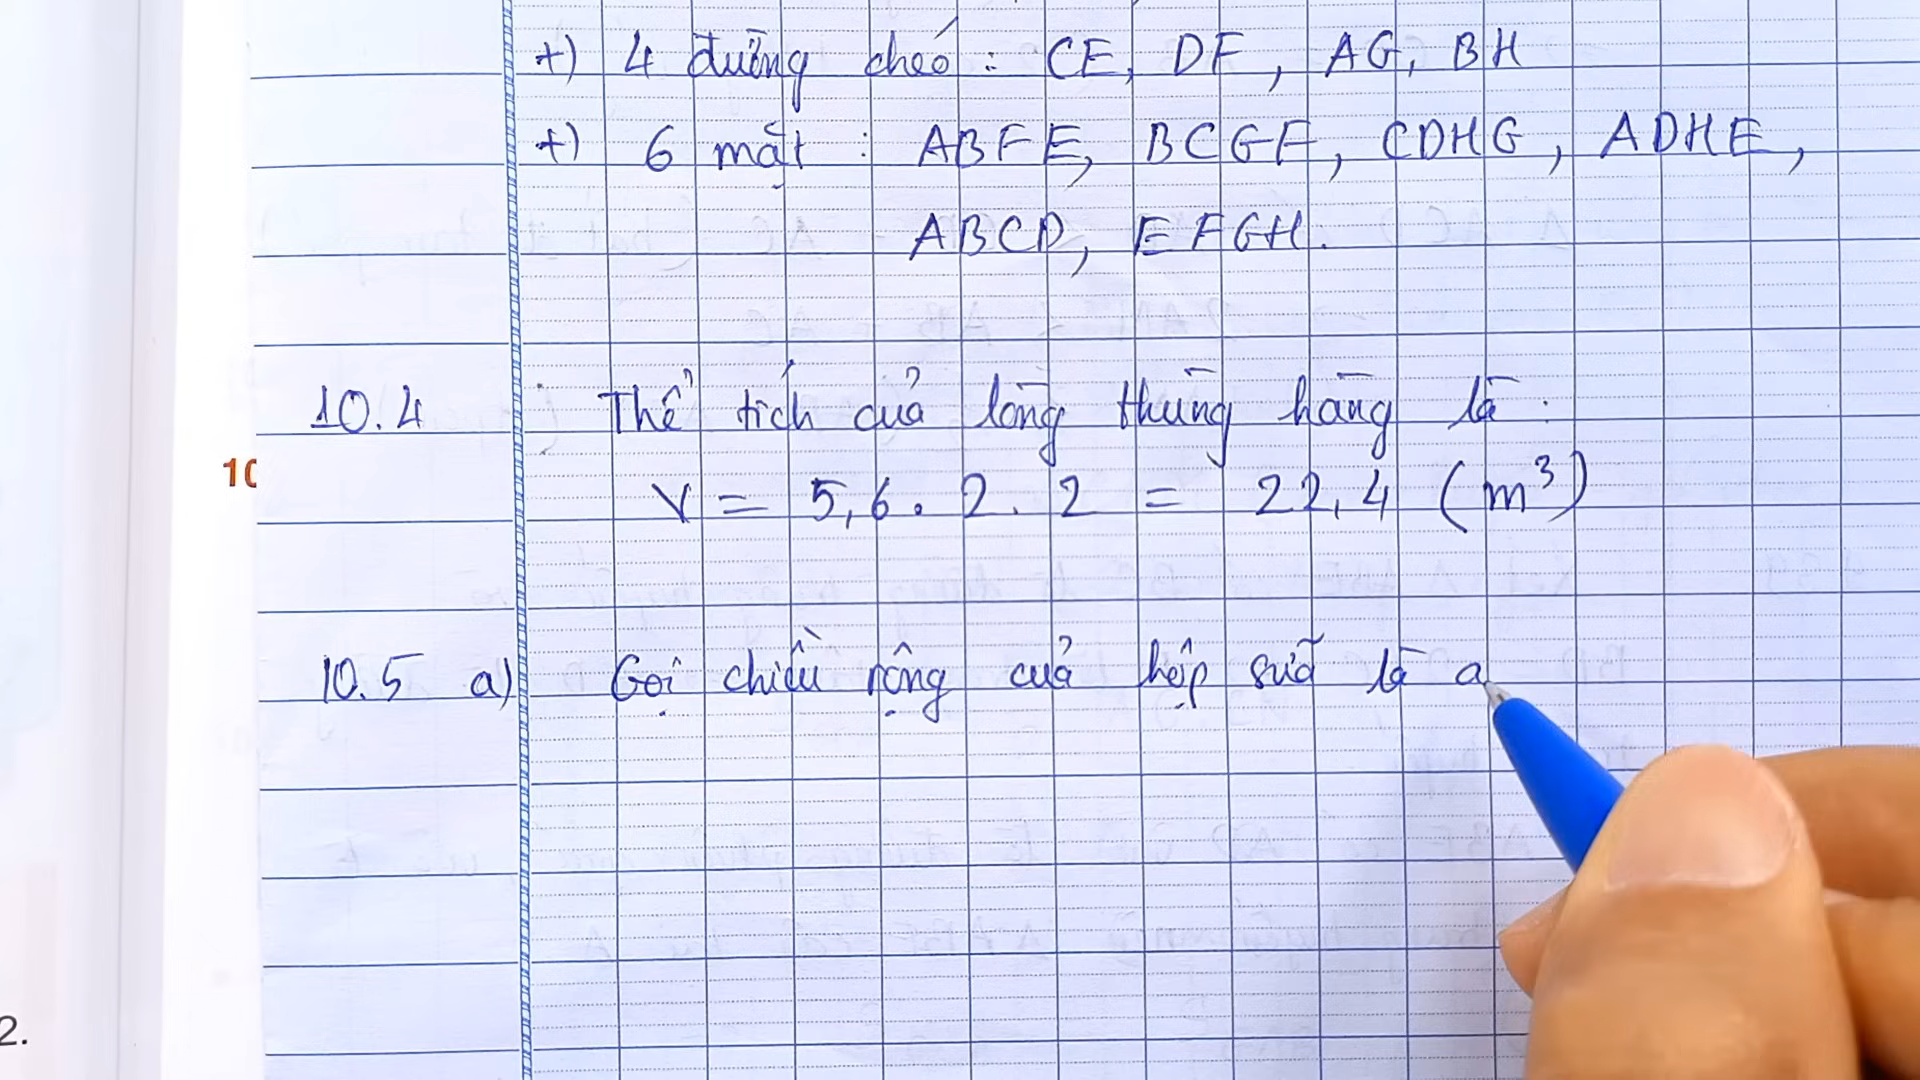 +) 4 đường chéo : CE, DF, AG, BH
+) 6 mặt : ABFE, BCGF, CDHG, ADHE,
ABCD, EFGH.
10.4 Thể tích của lòng thùng hàng là :
10
V = 5,6 . 2 . 2 = 22,4 (m³)
10.5 a) Gọi chiều rộng của hộp sữa là a
2.